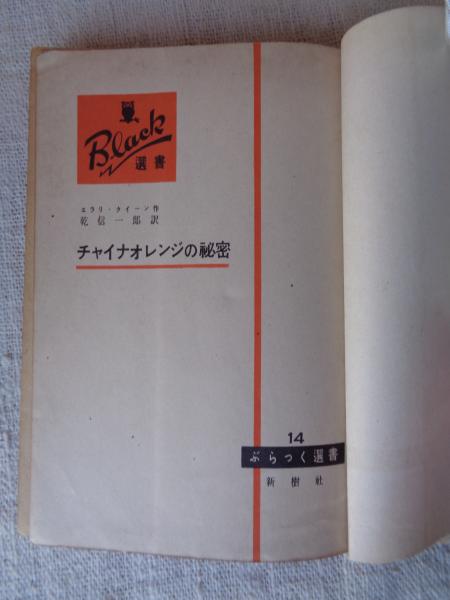 Black
選書
エラリ・クイーン作
乾信一郎訳
チャイナオレンジの秘密
14
ぶらっく選書
新樹社